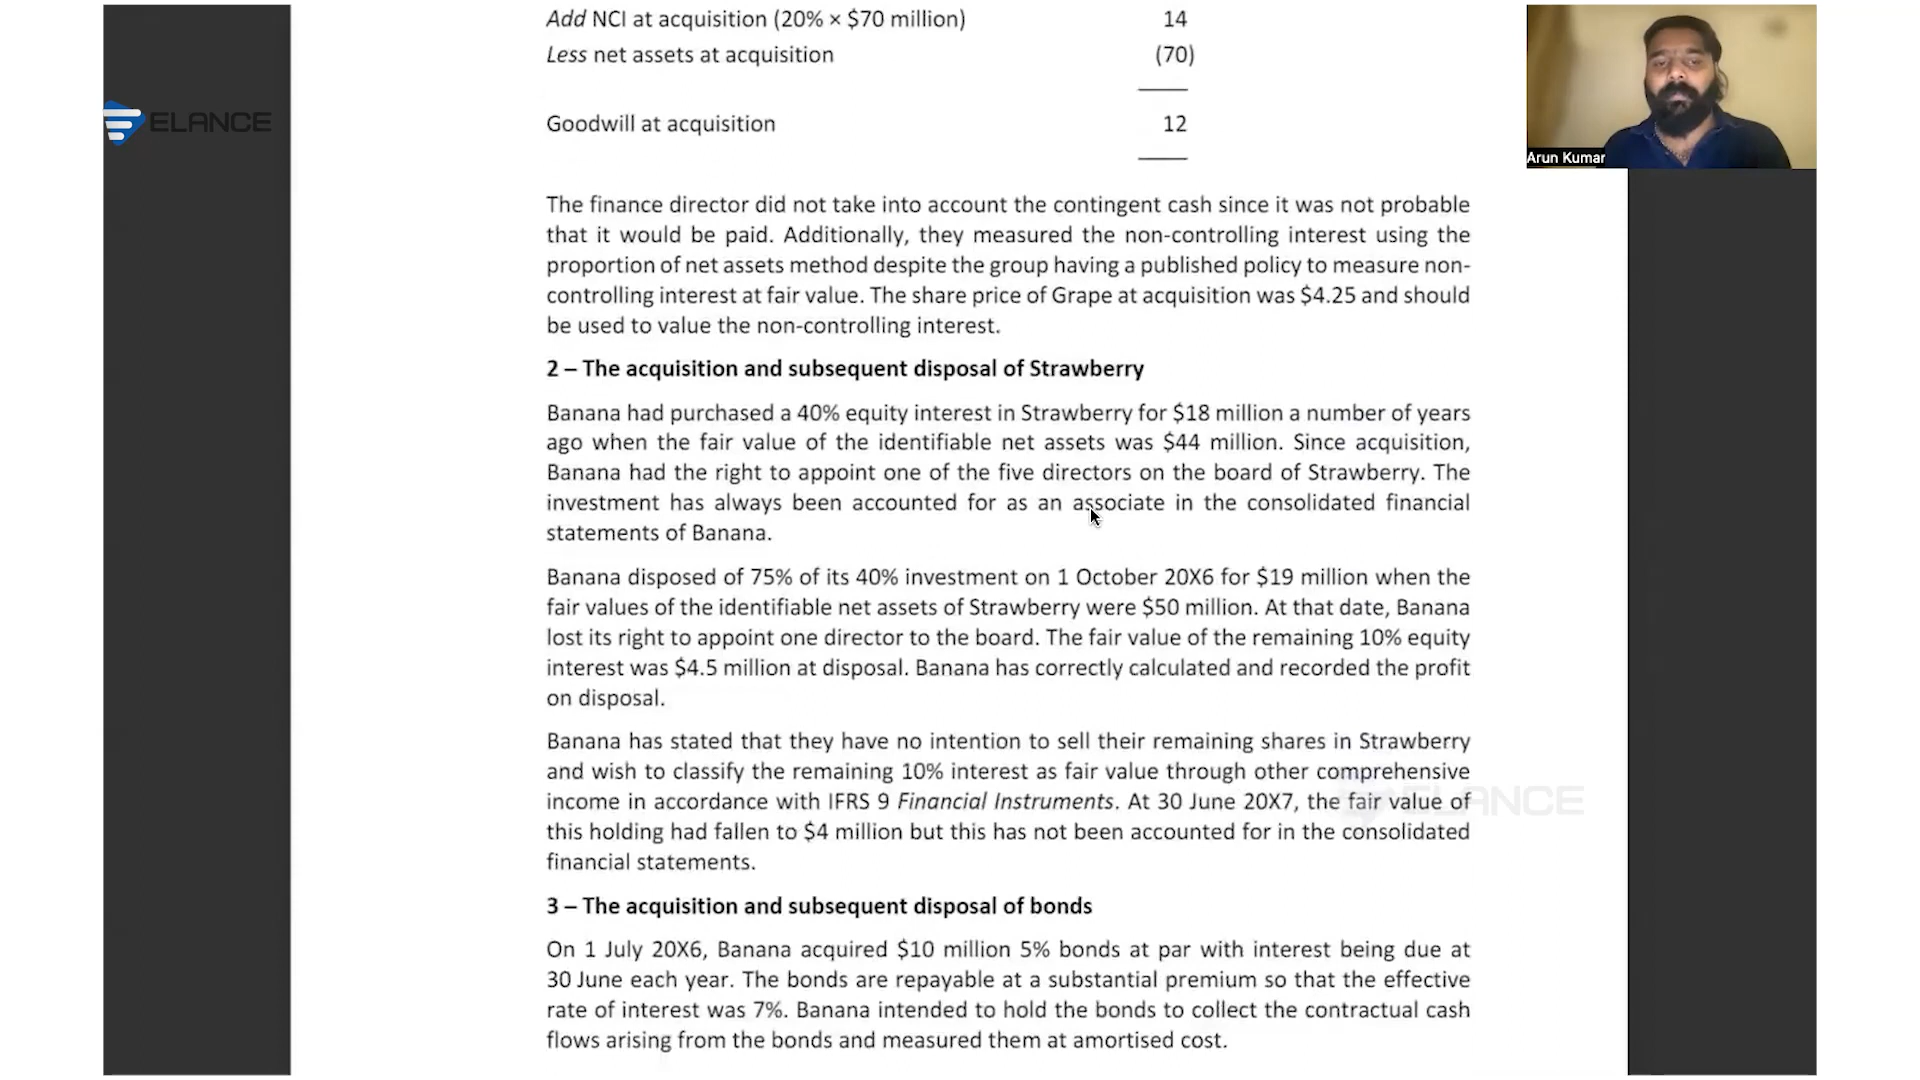 Add NCI at acquisition (20% × $70 million) 14
Less net assets at acquisition (70)
Goodwill at acquisition 12
ELANCE
Arun Kumar
The finance director did not take into account the contingent cash since it was not probable
that it would be paid. Additionally, they measured the non-controlling interest using the
proportion of net assets method despite the group having a published policy to measure non-
controlling interest at fair value. The share price of Grape at acquisition was $4.25 and should
be used to value the non-controlling interest.
2 – The acquisition and subsequent disposal of Strawberry
Banana had purchased a 40% equity interest in Strawberry for $18 million a number of years
ago when the fair value of the identifiable net assets was $44 million. Since acquisition,
Banana had the right to appoint one of the five directors on the board of Strawberry. The
investment has always been accounted for as an associate in the consolidated financial
statements of Banana.
Banana disposed of 75% of its 40% investment on 1 October 20X6 for $19 million when the
fair values of the identifiable net assets of Strawberry were $50 million. At that date, Banana
lost its right to appoint one director to the board. The fair value of the remaining 10% equity
interest was $4.5 million at disposal. Banana has correctly calculated and recorded the profit
on disposal.
Banana has stated that they have no intention to sell their remaining shares in Strawberry
and wish to classify the remaining 10% interest as fair value through other comprehensive
income in accordance with IFRS 9 Financial Instruments. At 30 June 20X7, the fair value of
this holding had fallen to $4 million but this has not been accounted for in the consolidated
financial statements.
ELANCE
3 – The acquisition and subsequent disposal of bonds
On 1 July 20X6, Banana acquired $10 million 5% bonds at par with interest being due at
30 June each year. The bonds are repayable at a substantial premium so that the effective
rate of interest was 7%. Banana intended to hold the bonds to collect the contractual cash
flows arising from the bonds and measured them at amortised cost.